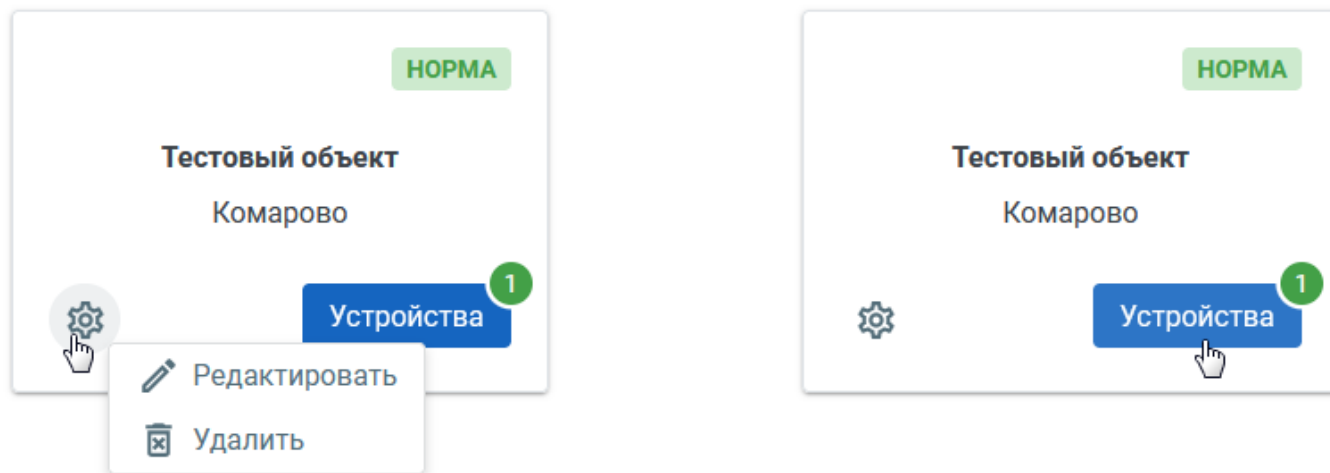 НОРМА
Тестовый объект
Комарово
1
Устройства
Редактировать
Удалить
НОРМА
Тестовый объект
Комарово
1
Устройства